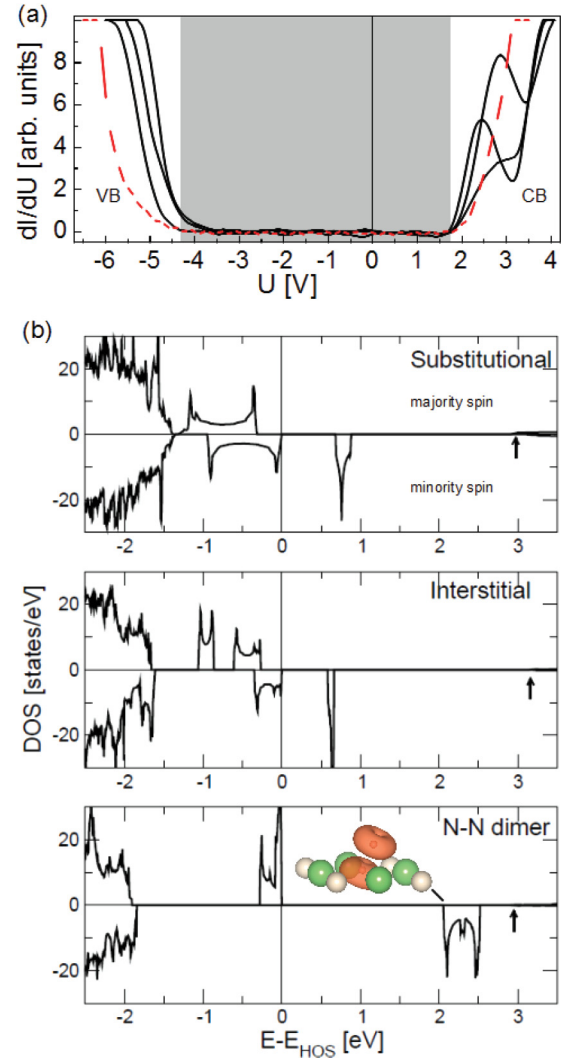 (a)
dI/dU [arb. units]
10
8
6
4
2
0
VB
CB
-6 -5 -4 -3 -2 -1 0 1 2 3 4
U [V]
(b)
Substitutional
majority spin
minority spin
20
0
-20
-2 -1 0 1 2 3
Interstitial
20
0
-20
-2 -1 0 1 2 3
DOS [states/eV]
N-N dimer
20
0
-20
-2 -1 0 1 2 3
E-E_HOS [eV]